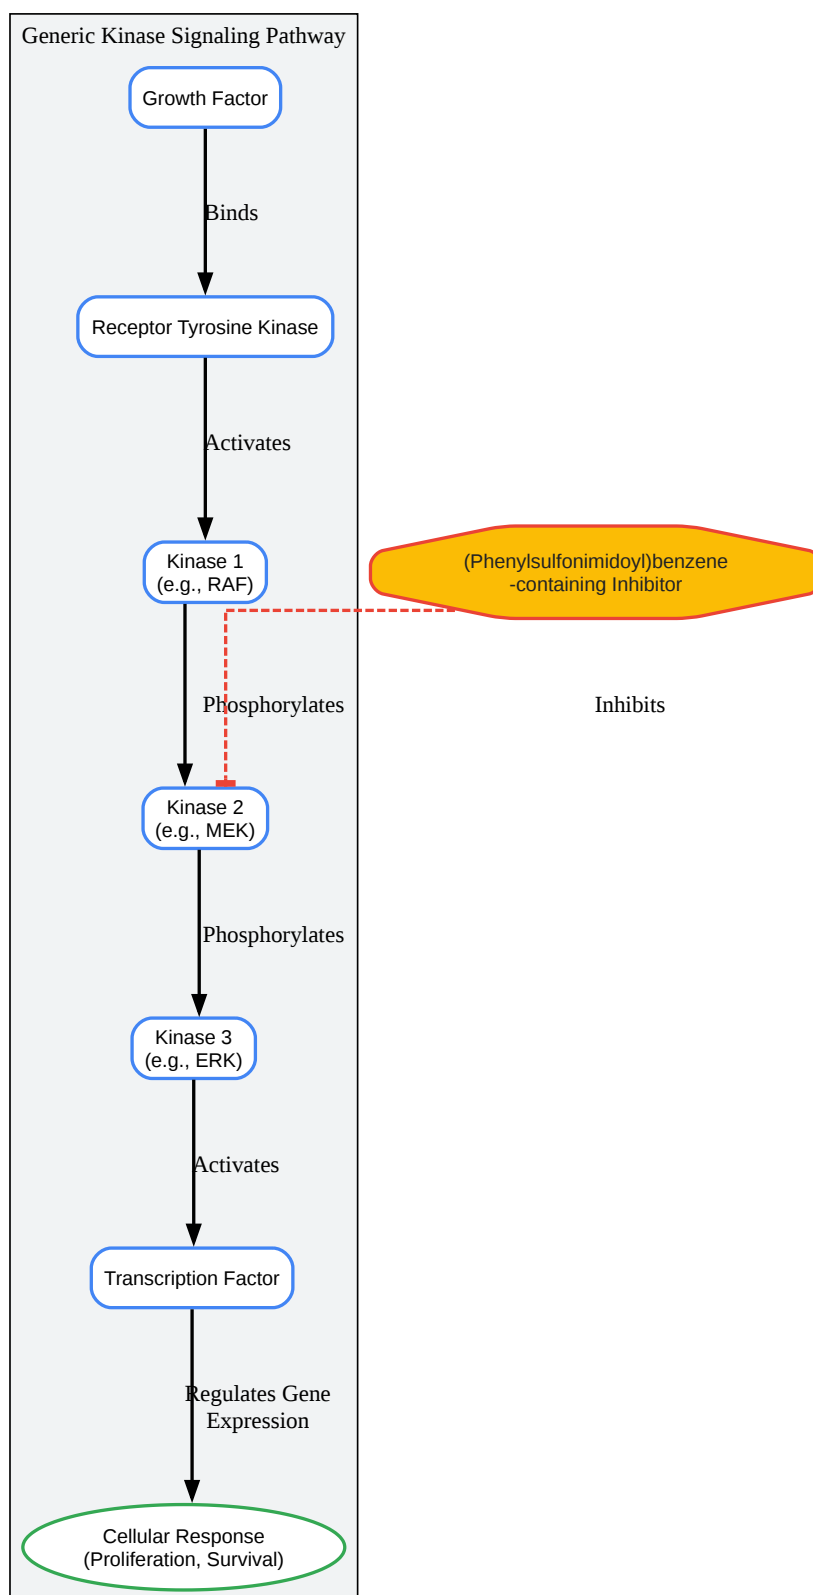 Generic Kinase Signaling Pathway
Growth Factor
Binds
Receptor Tyrosine Kinase
Activates
Kinase 1
(e.g., RAF)
(Phenylsulfonimidoyl)benzene
-containing Inhibitor
Phosphorylates
Inhibits
Kinase 2
(e.g., MEK)
Phosphorylates
Kinase 3
(e.g., ERK)
Activates
Transcription Factor
Regulates Gene
Expression
Cellular Response
(Proliferation, Survival)